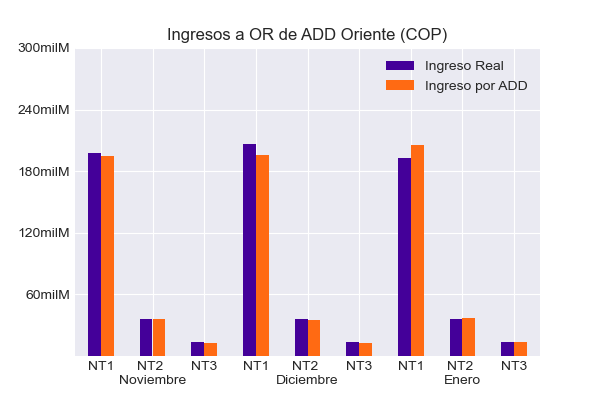 Ingresos a OR de ADD Oriente (COP)
300milM
240milM
180milM
120milM
60milM
Ingreso Real
Ingreso por ADD
NT1 NT2 NT3 NT1 NT2 NT3 NT1 NT2 NT3
Noviembre Diciembre Enero